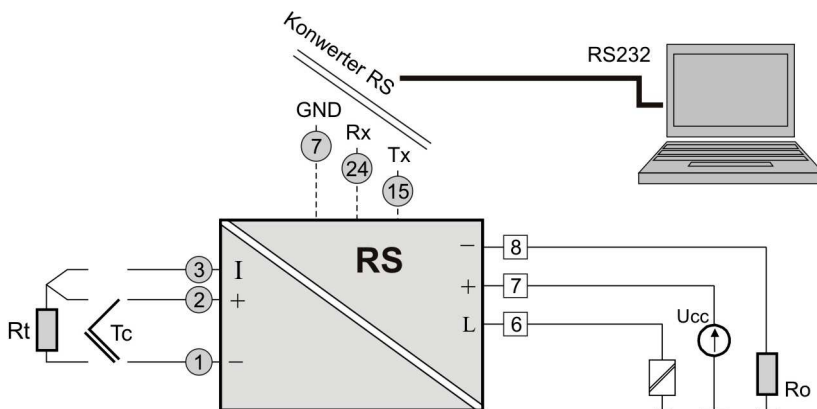 Konwerter RS
RS232
GND
Rx
Tx
7
24
15
RS
3 I
2 +
1 −
− 8
+ 7
L 6
Rt
Tc
Ucc
Ro